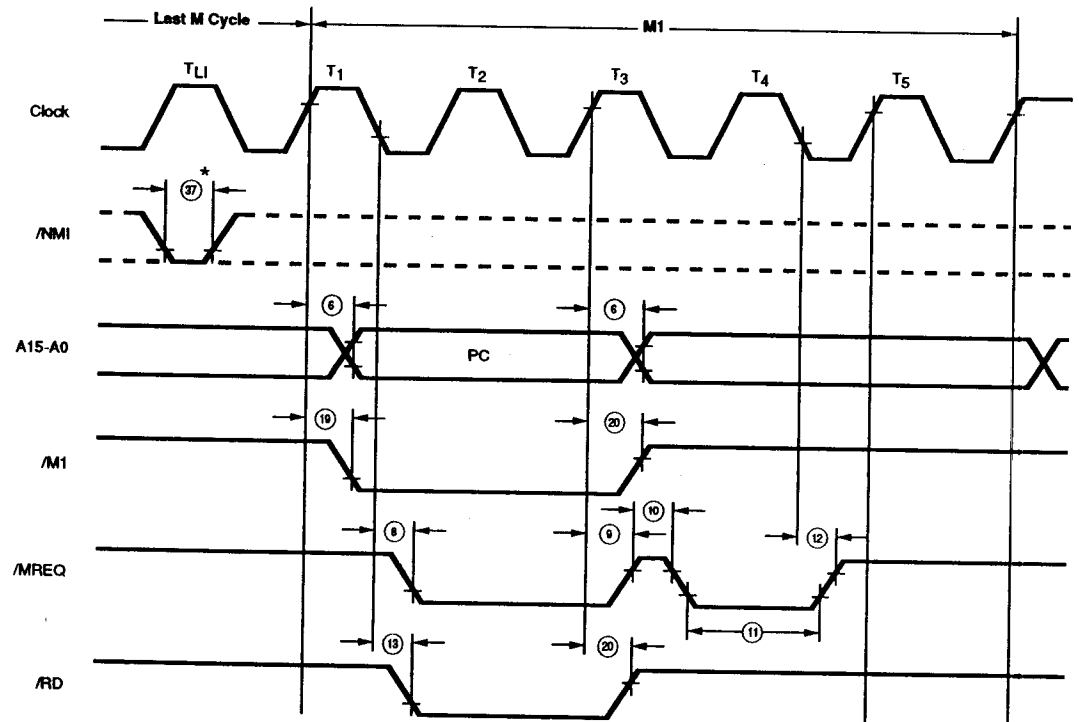 Last M Cycle
M1
TLI
T1
T2
T3
T4
T5
Clock
37*
/NMI
6
6
A15-A0
PC
19
20
/M1
8
9
10
12
/MREQ
11
13
20
/RD